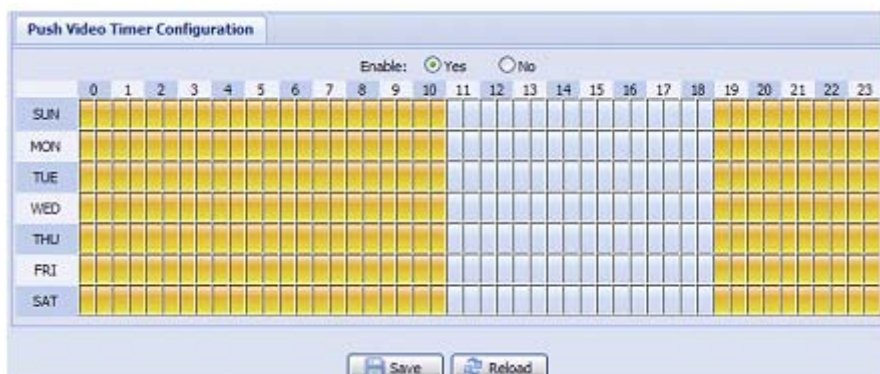 Push Video Timer Configuration
Enable: Yes No
0 1 2 3 4 5 6 7 8 9 10 11 12 13 14 15 16 17 18 19 20 21 22 23
SUN
MON
TUE
WED
THU
FRI
SAT
Save Reload